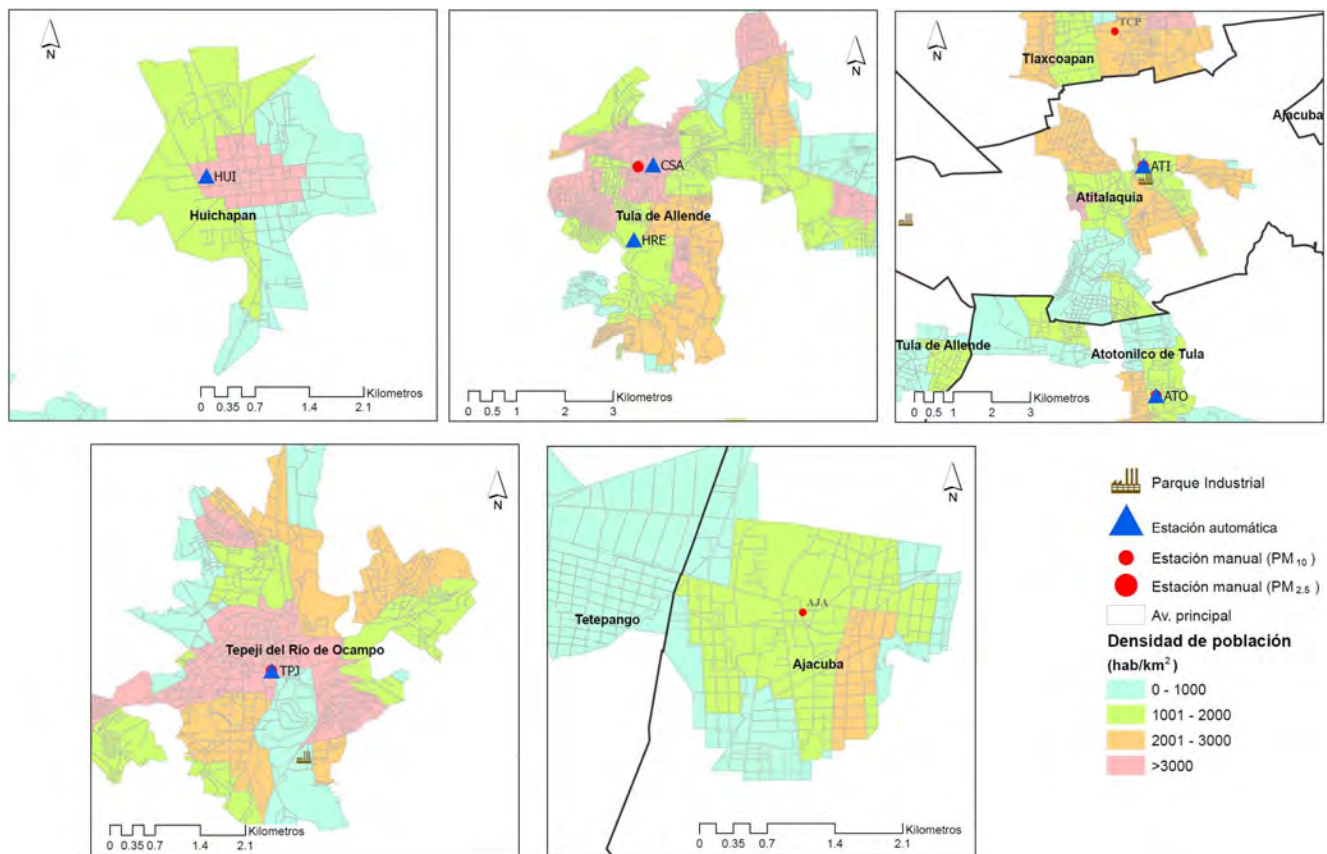 N
HUI
Huichapan
Kilometros
0 0.35 0.7 1.4 2.1
N
CSA
Tula de Allende
HRE
Kilometros
0 0.5 1 2 3
TCP
N
Tlaxcoapan
Ajacuba
ATI
Atitalaquia
Tula de Allende
Atotonilco de Tula
ATO
Kilometros
0 0.5 1 2 3
N
Tepeji del Río de Ocampo
TPJ
Kilometros
0 0.35 0.7 1.4 2.1
N
AJA
Tetepango
Ajacuba
Kilometros
0 0.35 0.7 1.4 2.1
Parque Industrial
Estación automática
Estación manual (PM10)
Estación manual (PM2.5)
Av. principal
Densidad de población
(hab/km²)
0 - 1000
1001 - 2000
2001 - 3000
>3000